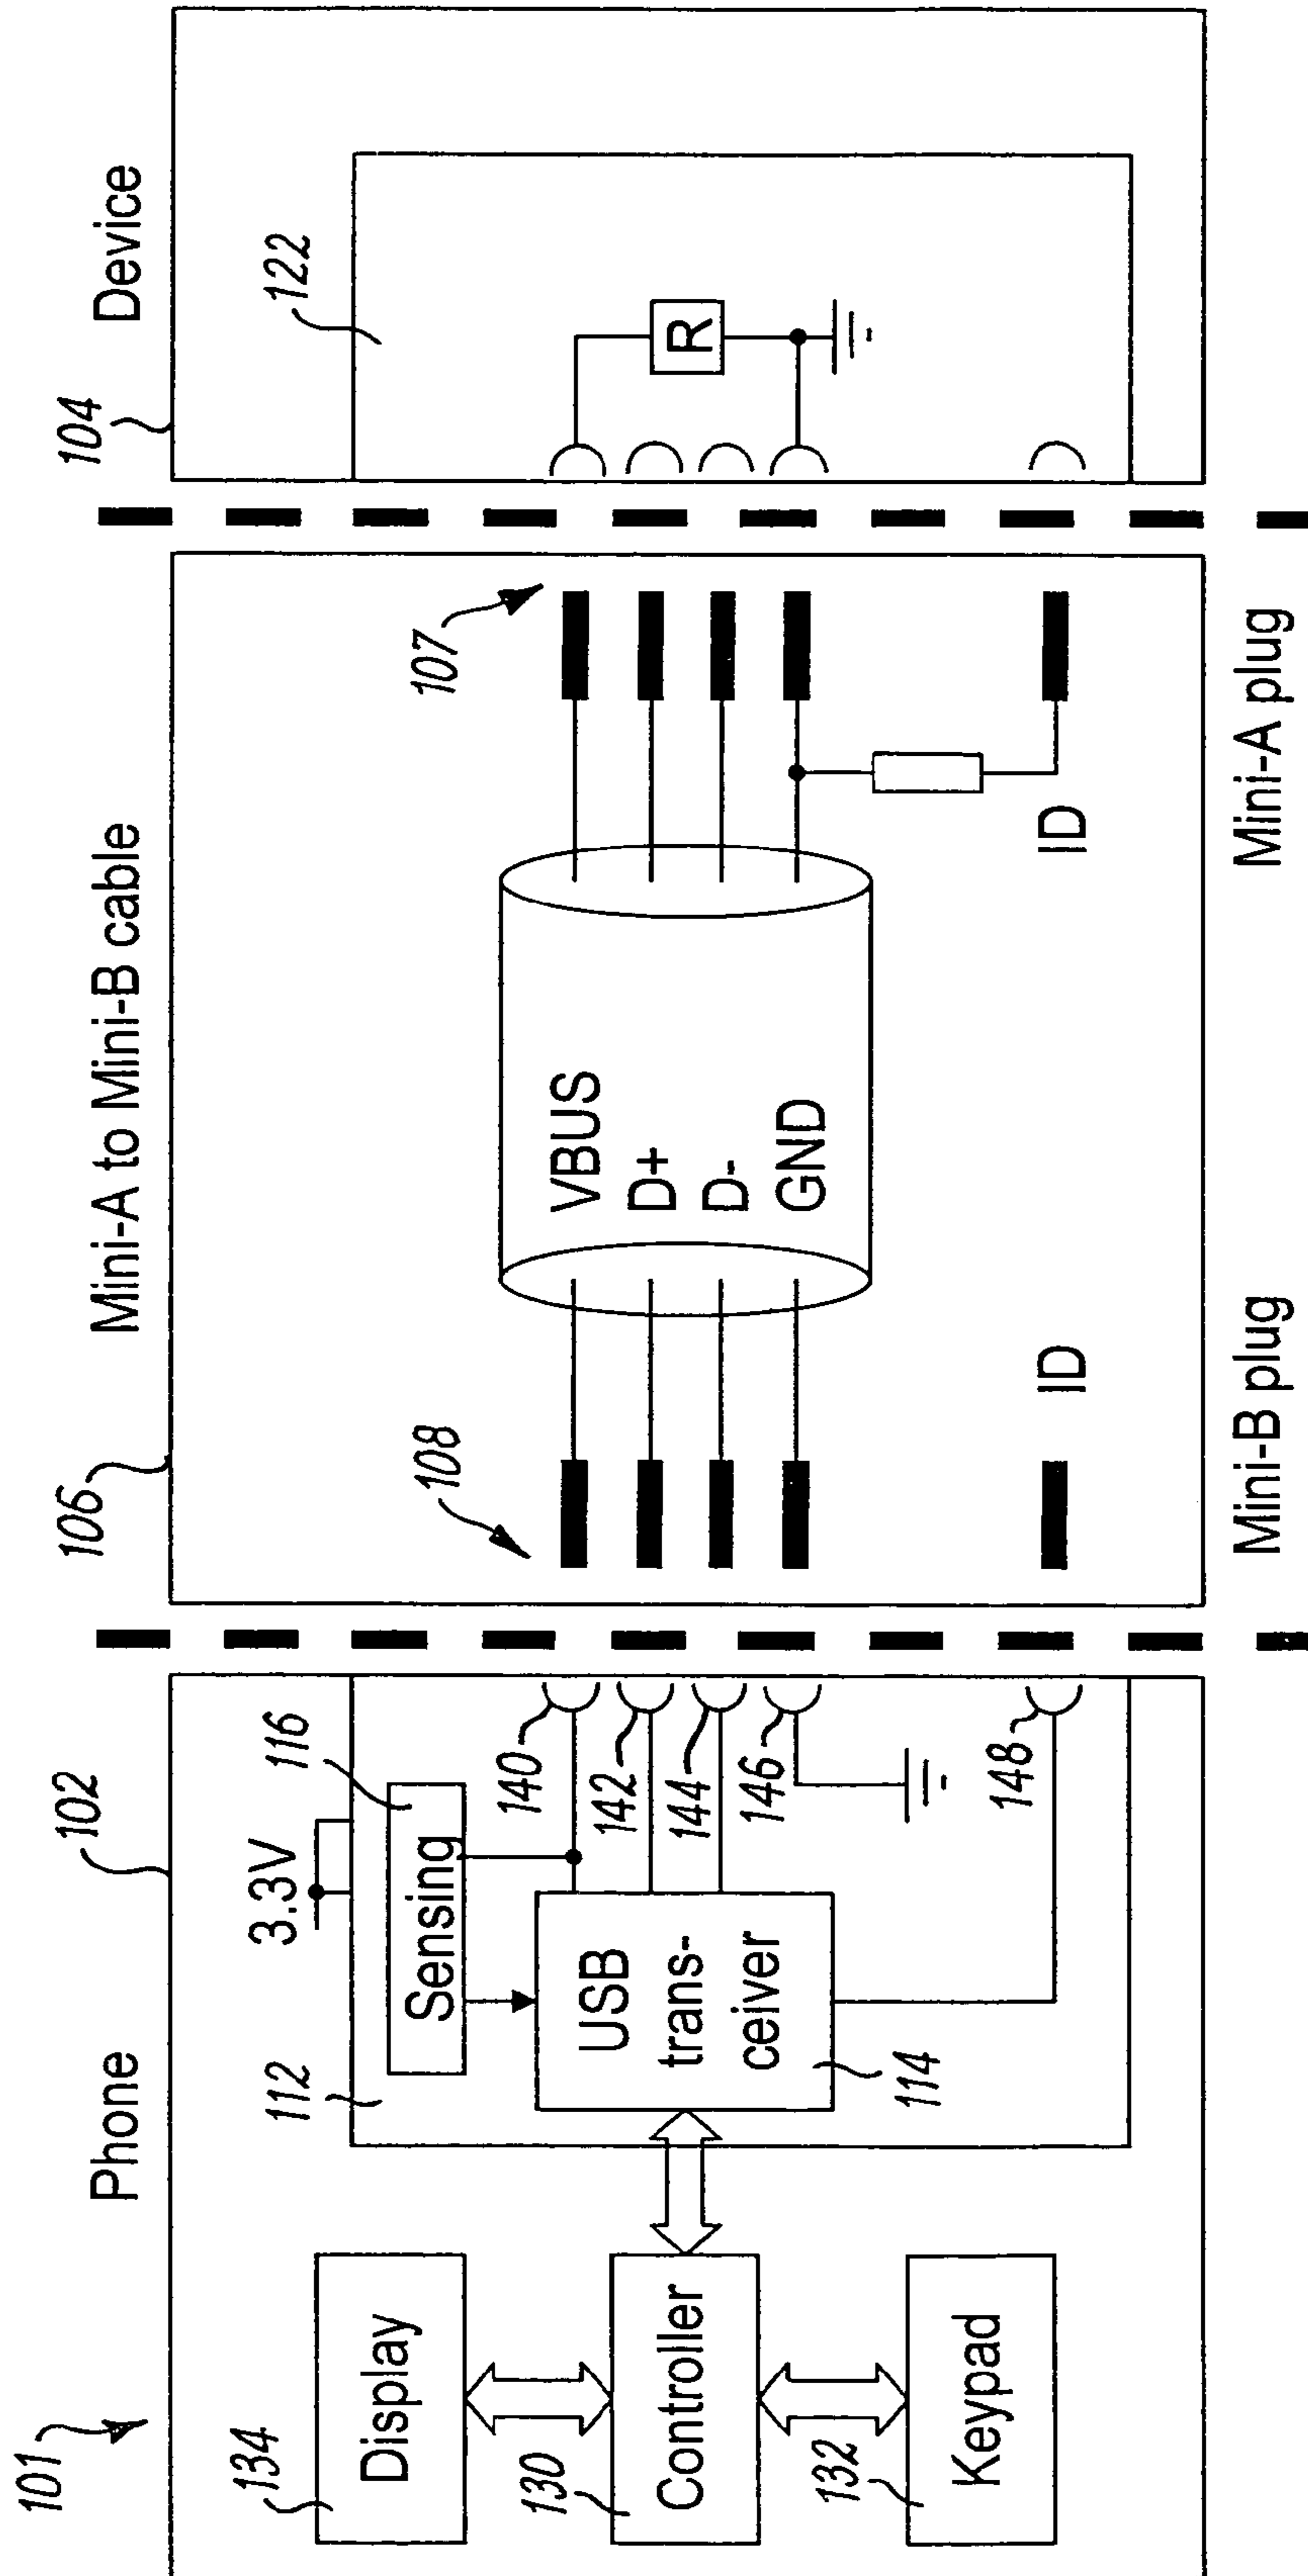 101
Phone
102
134
Display
130
Controller
132
Keypad
3.3V
112
116
Sensing
USB
trans-
ceiver
114
140
142
144
146
148
Mini-A to Mini-B cable
106
108
VBUS
D+
D-
GND
107
ID
ID
Mini-B plug
Mini-A plug
Device
104
122
R